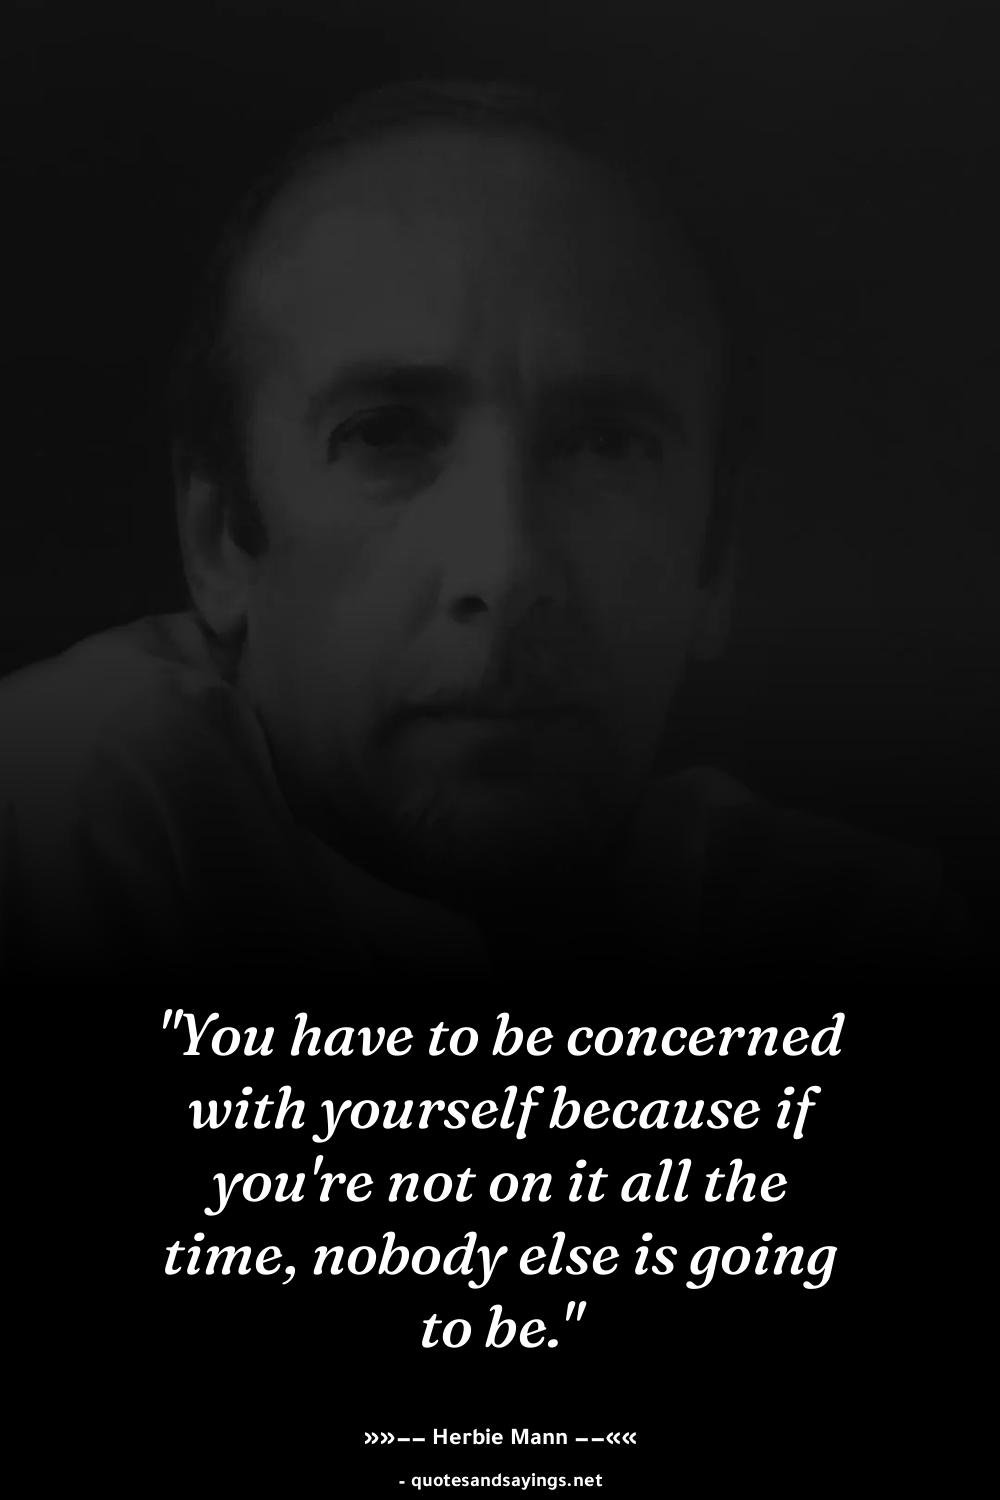 "You have to be concerned
with yourself because if
you're not on it all the
time, nobody else is going
to be."
»»–– Herbie Mann ––««
- quotesandsayings.net